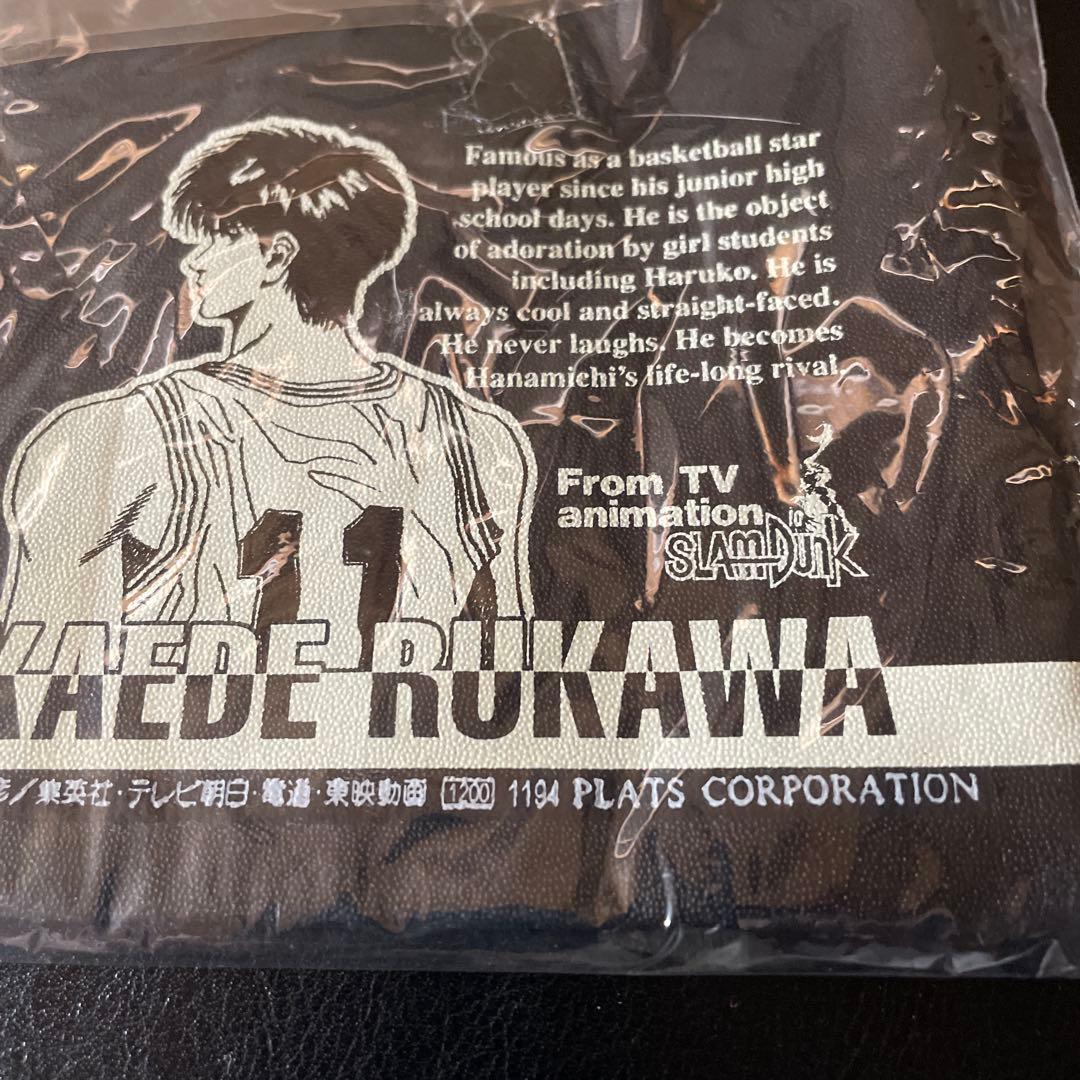 Famous as a basketball star
player since his junior high
school days. He is the object
of adoration by girl students
including Haruko. He is
always cool and straight-faced.
He never laughs. He becomes
Hanamichi's life-long rival.
From TV
animation
SLAM DUNK
11
KAEDE RUKAWA
彦/集英社・テレビ朝日・電通・東映動画 1200 1194 PLATS CORPORATION